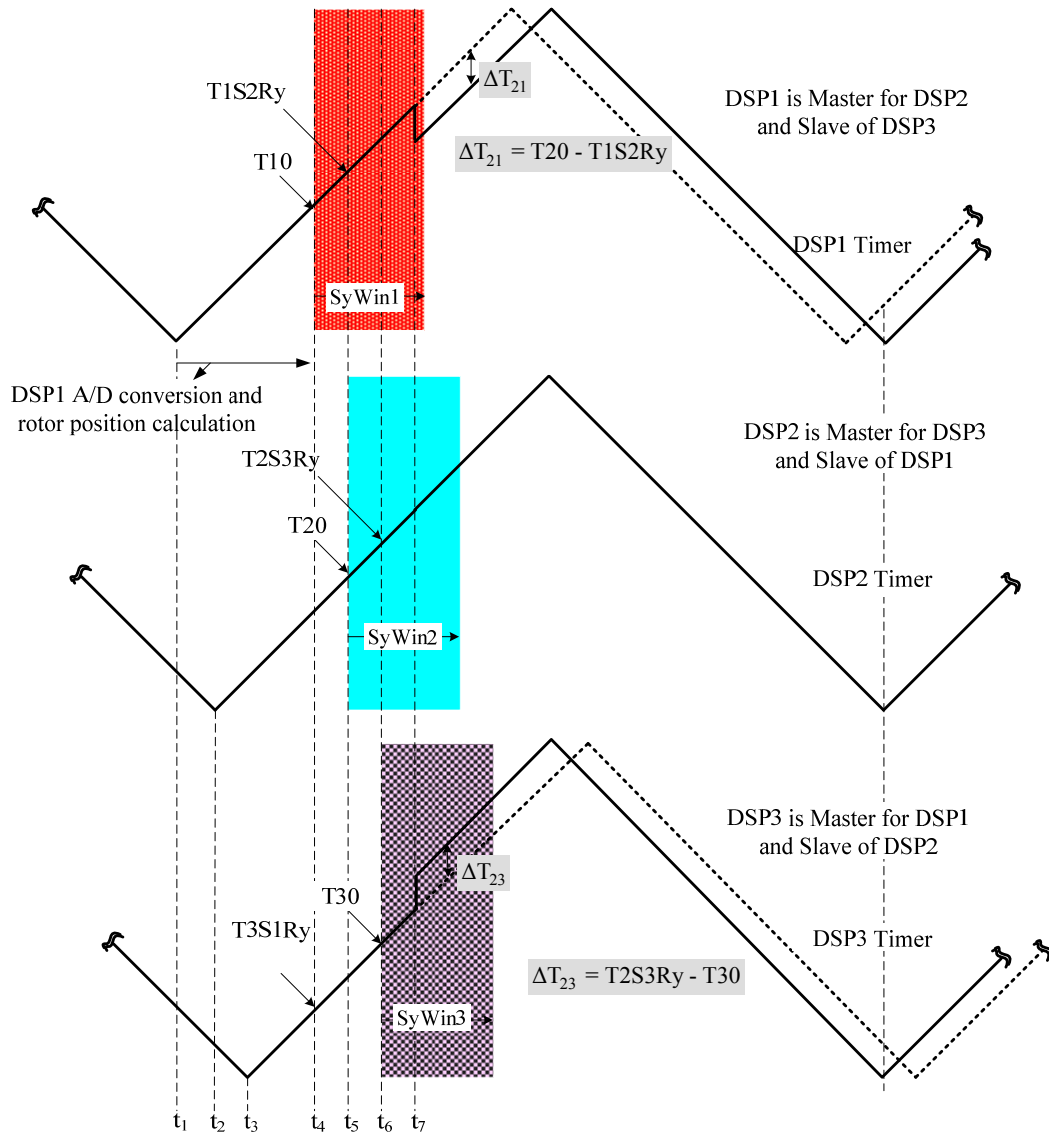 T1S2Ry
T10
ΔT21
ΔT21 = T20 - T1S2Ry
DSP1 is Master for DSP2
and Slave of DSP3
DSP1 Timer
SyWin1
DSP1 A/D conversion and
rotor position calculation
T2S3Ry
T20
DSP2 is Master for DSP3
and Slave of DSP1
DSP2 Timer
SyWin2
T30
T3S1Ry
ΔT23
ΔT23 = T2S3Ry - T30
DSP3 is Master for DSP1
and Slave of DSP2
DSP3 Timer
SyWin3
t1 t2 t3 t4 t5 t6 t7